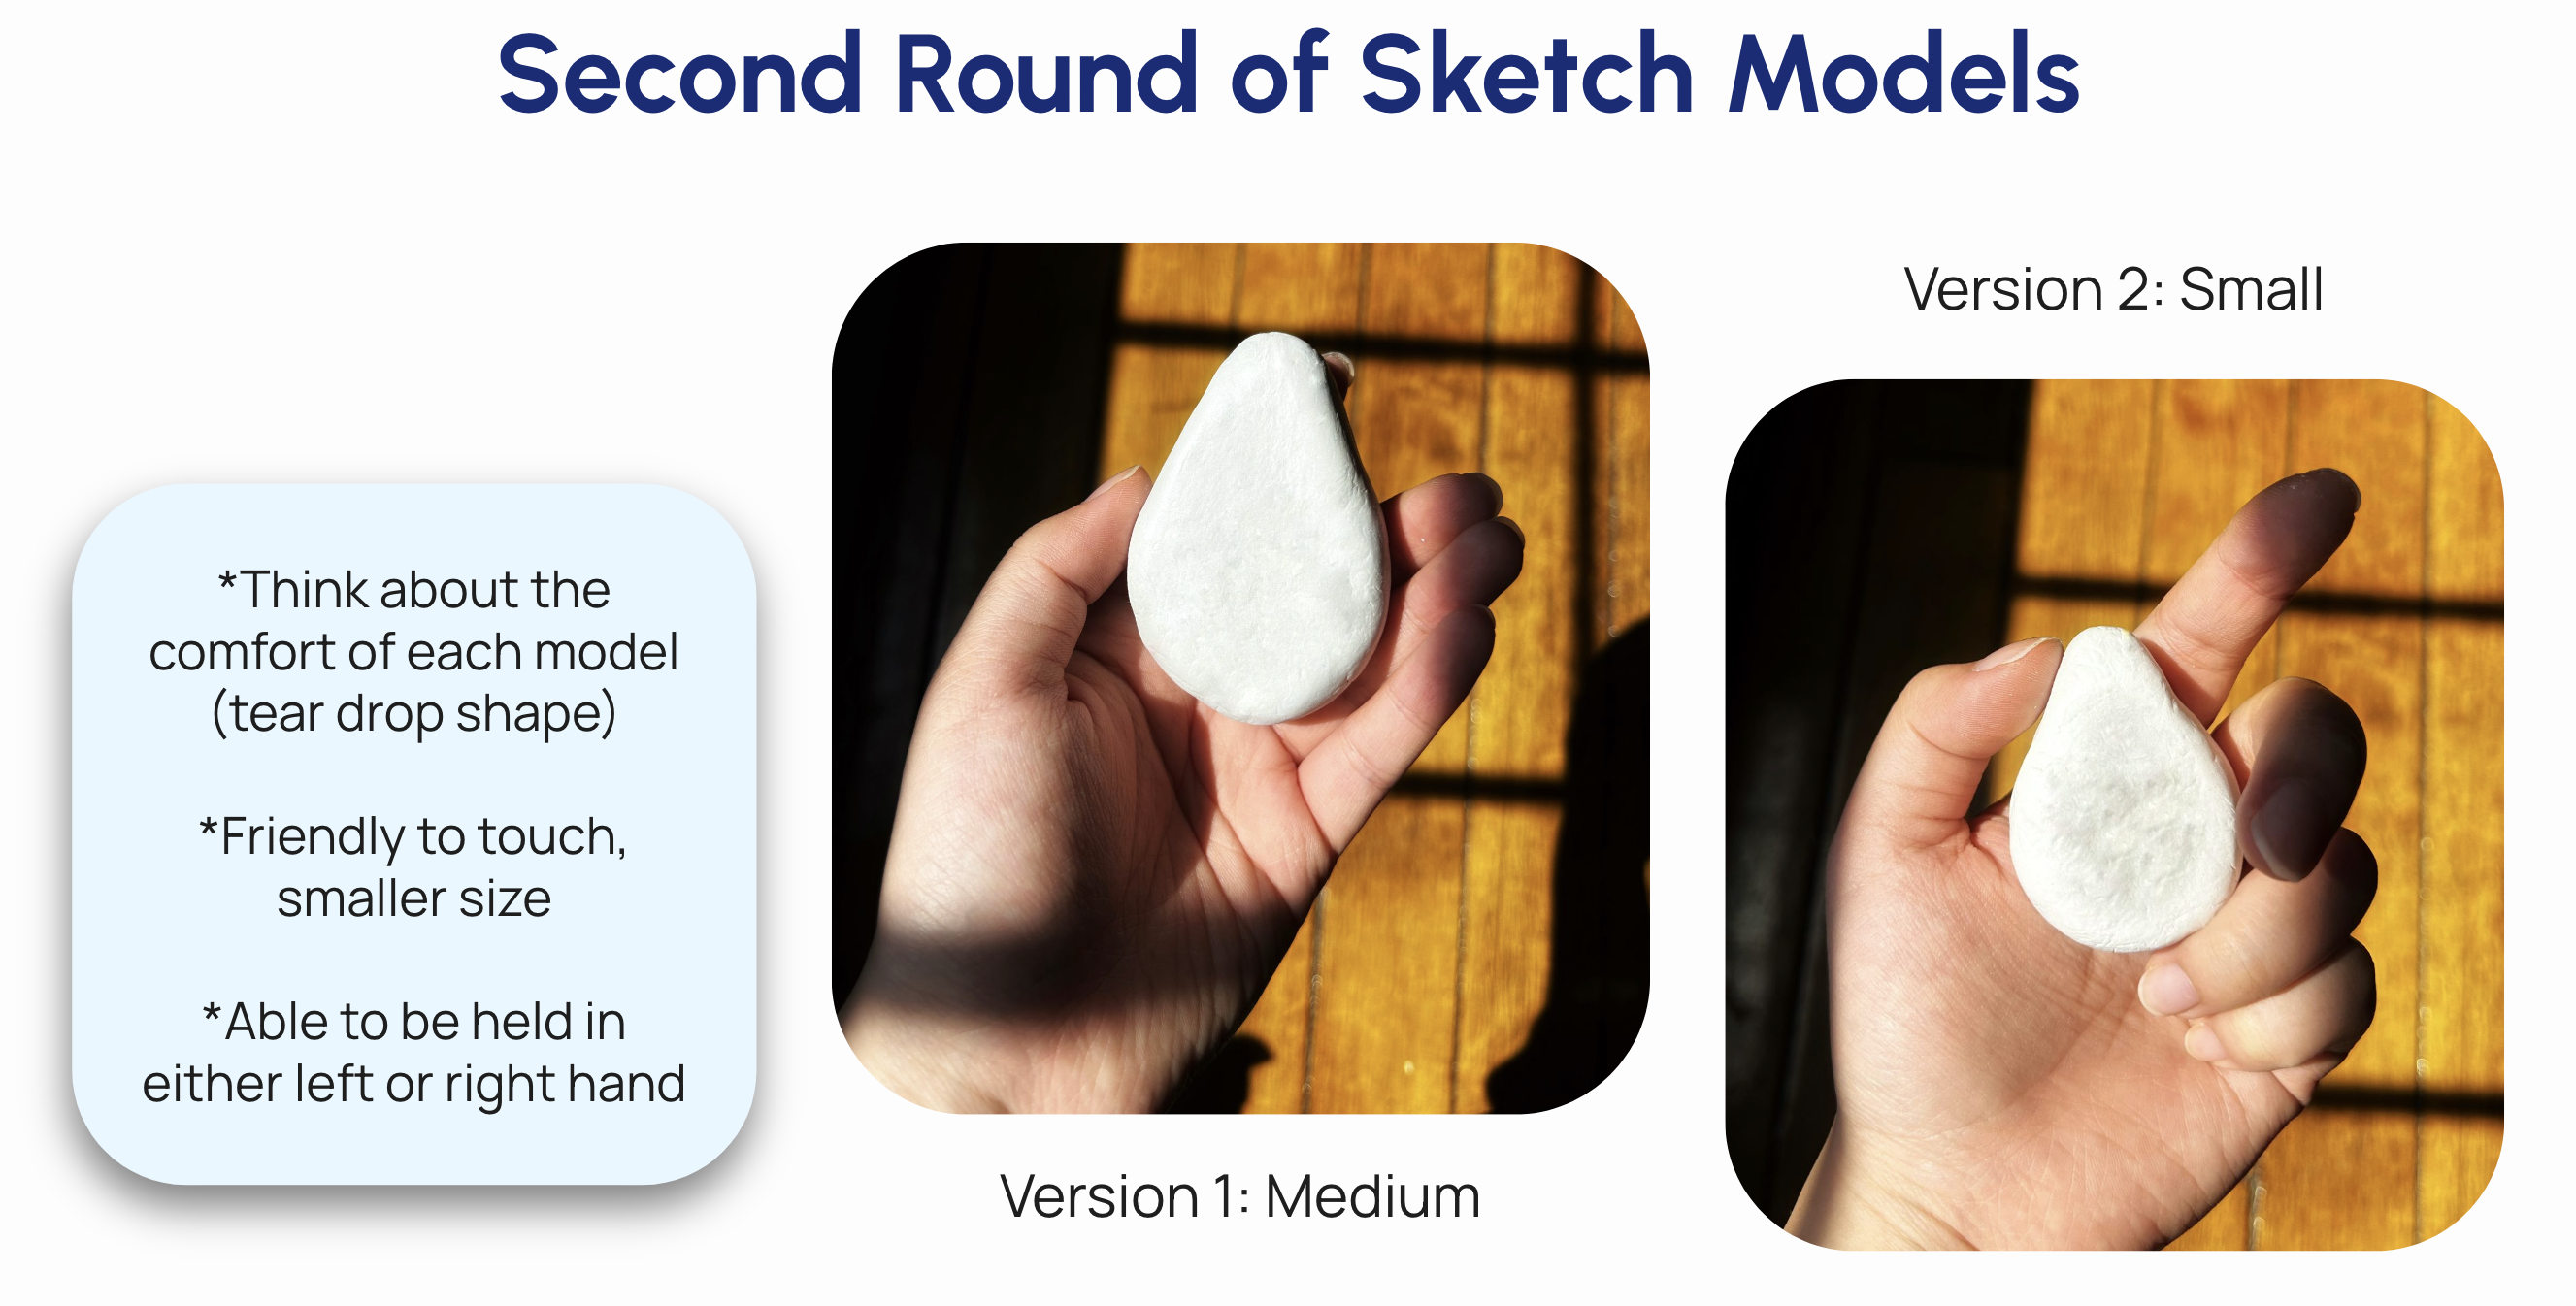 Second Round of Sketch Models
*Think about the
comfort of each model
(tear drop shape)
*Friendly to touch,
smaller size
*Able to be held in
either left or right hand
Version 1: Medium
Version 2: Small